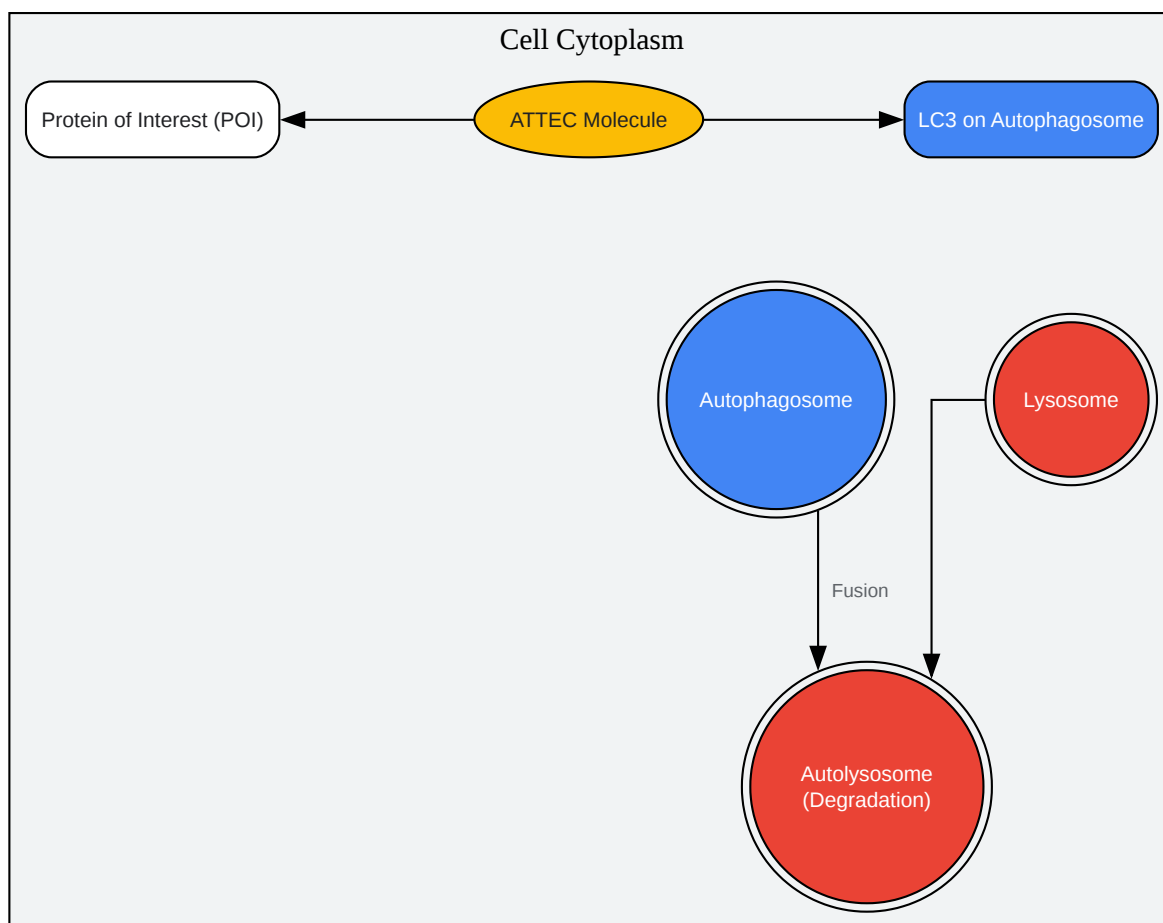 Cell Cytoplasm
Protein of Interest (POI)
ATTEC Molecule
LC3 on Autophagosome
Autophagosome
Lysosome
Fusion
Autolysosome
(Degradation)